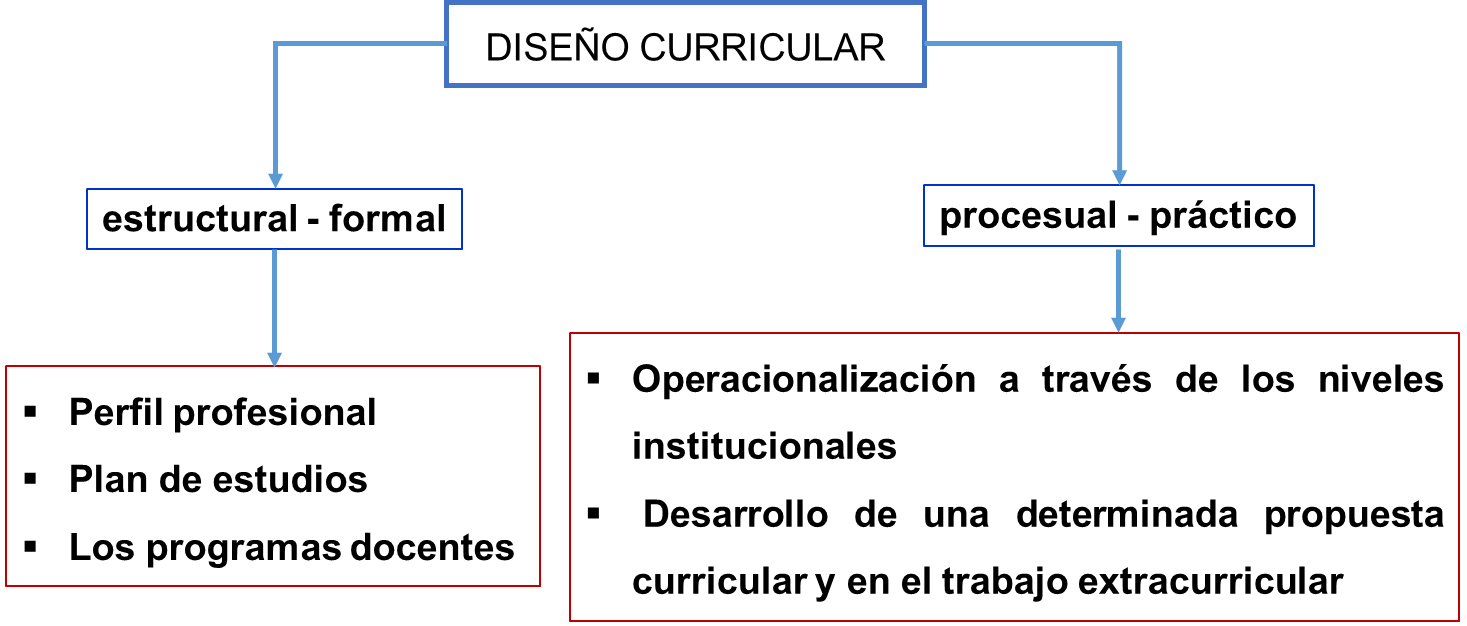 DISEÑO CURRICULAR
estructural - formal
procesual - práctico
▪ Perfil profesional
▪ Plan de estudios
▪ Los programas docentes
▪ Operacionalización a través de los niveles
institucionales
▪ Desarrollo de una determinada propuesta
curricular y en el trabajo extracurricular